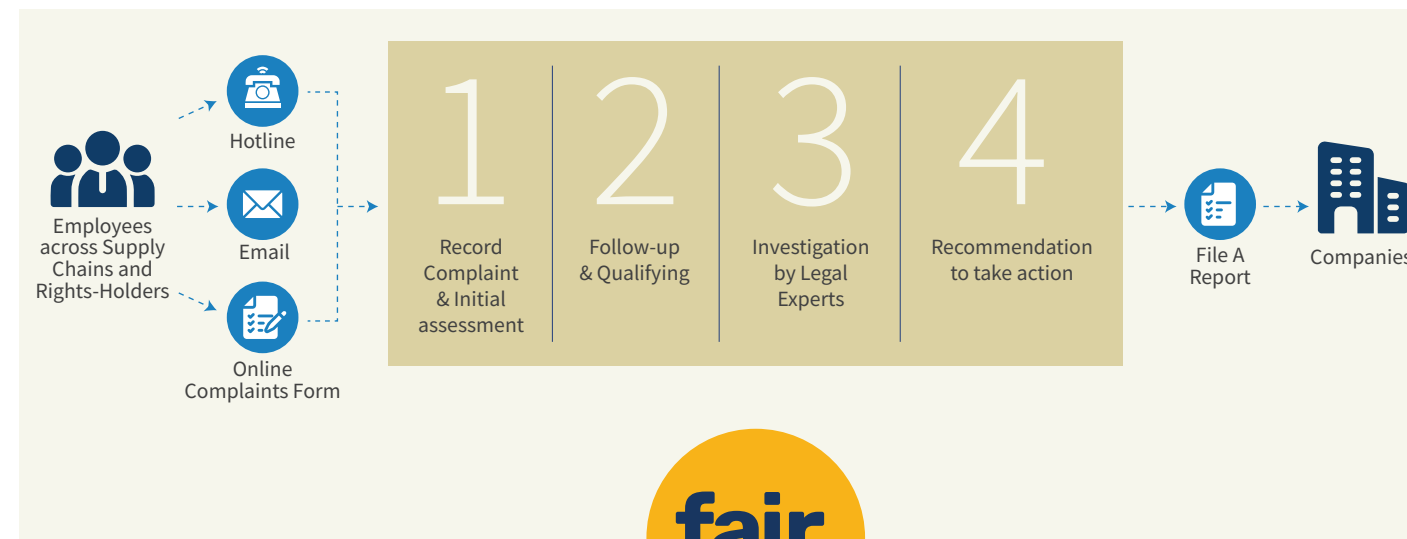 Hotline
Employees
across Supply
Chains and
Rights-Holders
Email
Online
Complaints Form
1
Record
Complaint
& Initial
assessment
2
Follow-up
& Qualifying
3
Investigation
by Legal
Experts
4
Recommendation
to take action
File A
Report
Companies
fair